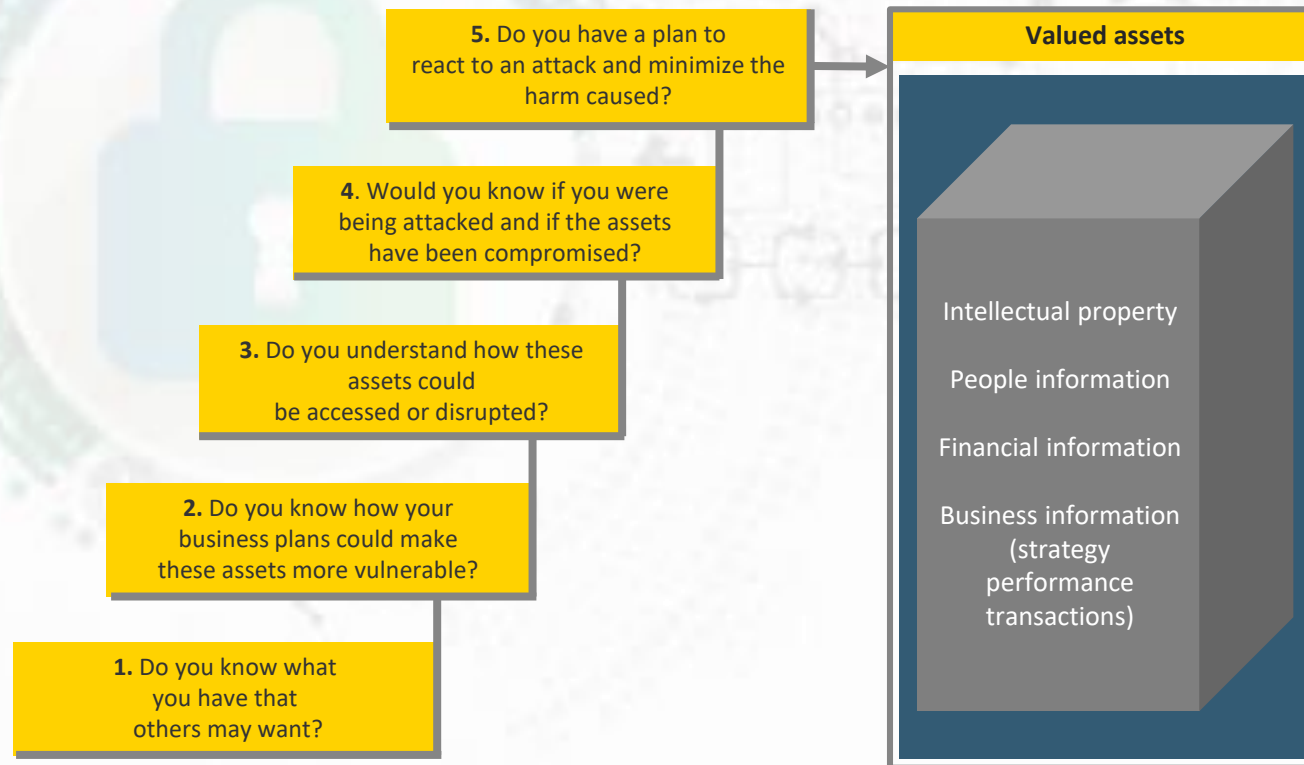 5. Do you have a plan to
react to an attack and minimize the
harm caused?
4. Would you know if you were
being attacked and if the assets
have been compromised?
3. Do you understand how these
assets could
be accessed or disrupted?
2. Do you know how your
business plans could make
these assets more vulnerable?
1. Do you know what
you have that
others may want?
Valued assets
Intellectual property
People information
Financial information
Business information
(strategy
performance
transactions)